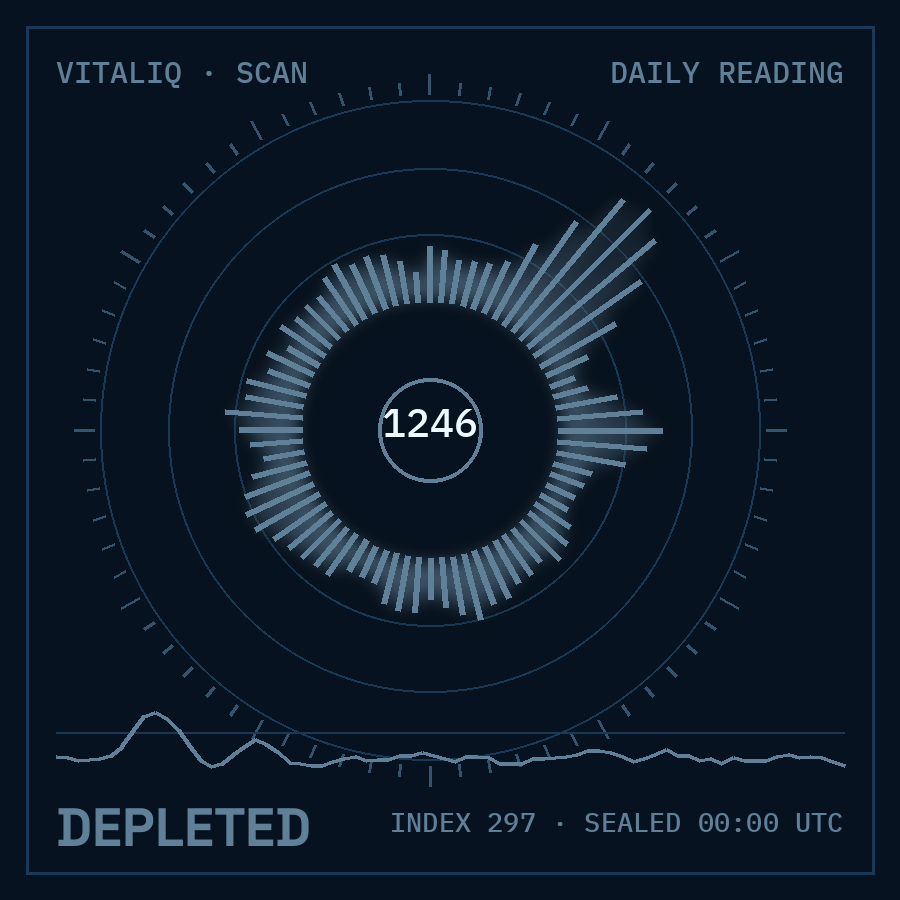 VITALIQ · SCAN
DAILY READING
1246
DEPLETED
INDEX 297 · SEALED 00:00 UTC